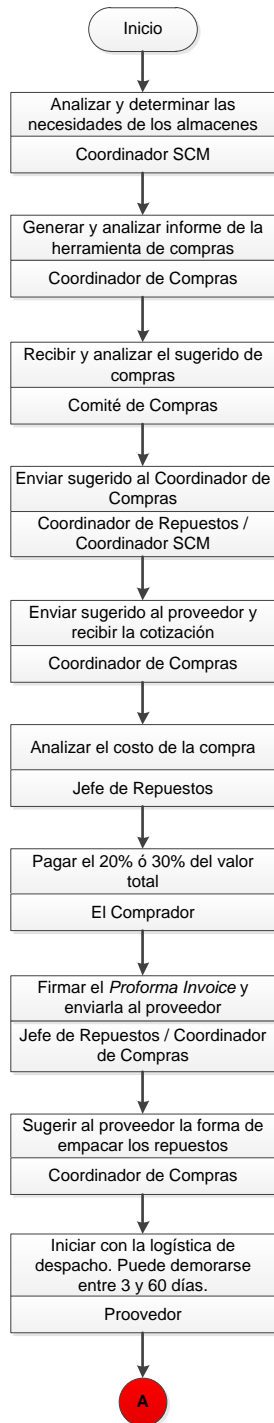 Inicio
Analizar y determinar las
necesidades de los almacenes
Coordinador SCM
Generar y analizar informe de la
herramienta de compras
Coordinador de Compras
Recibir y analizar el sugerido de
compras
Comité de Compras
Enviar sugerido al Coordinador de
Compras
Coordinador de Repuestos /
Coordinador SCM
Enviar sugerido al proveedor y
recibir la cotización
Coordinador de Compras
Analizar el costo de la compra
Jefe de Repuestos
Pagar el 20% ó 30% del valor
total
El Comprador
Firmar el Proforma Invoice y
enviarla al proveedor
Jefe de Repuestos / Coordinador
de Compras
Sugerir al proveedor la forma de
empacar los repuestos
Coordinador de Compras
Iniciar con la logística de
despacho. Puede demorarse
entre 3 y 60 días.
Proovedor
A